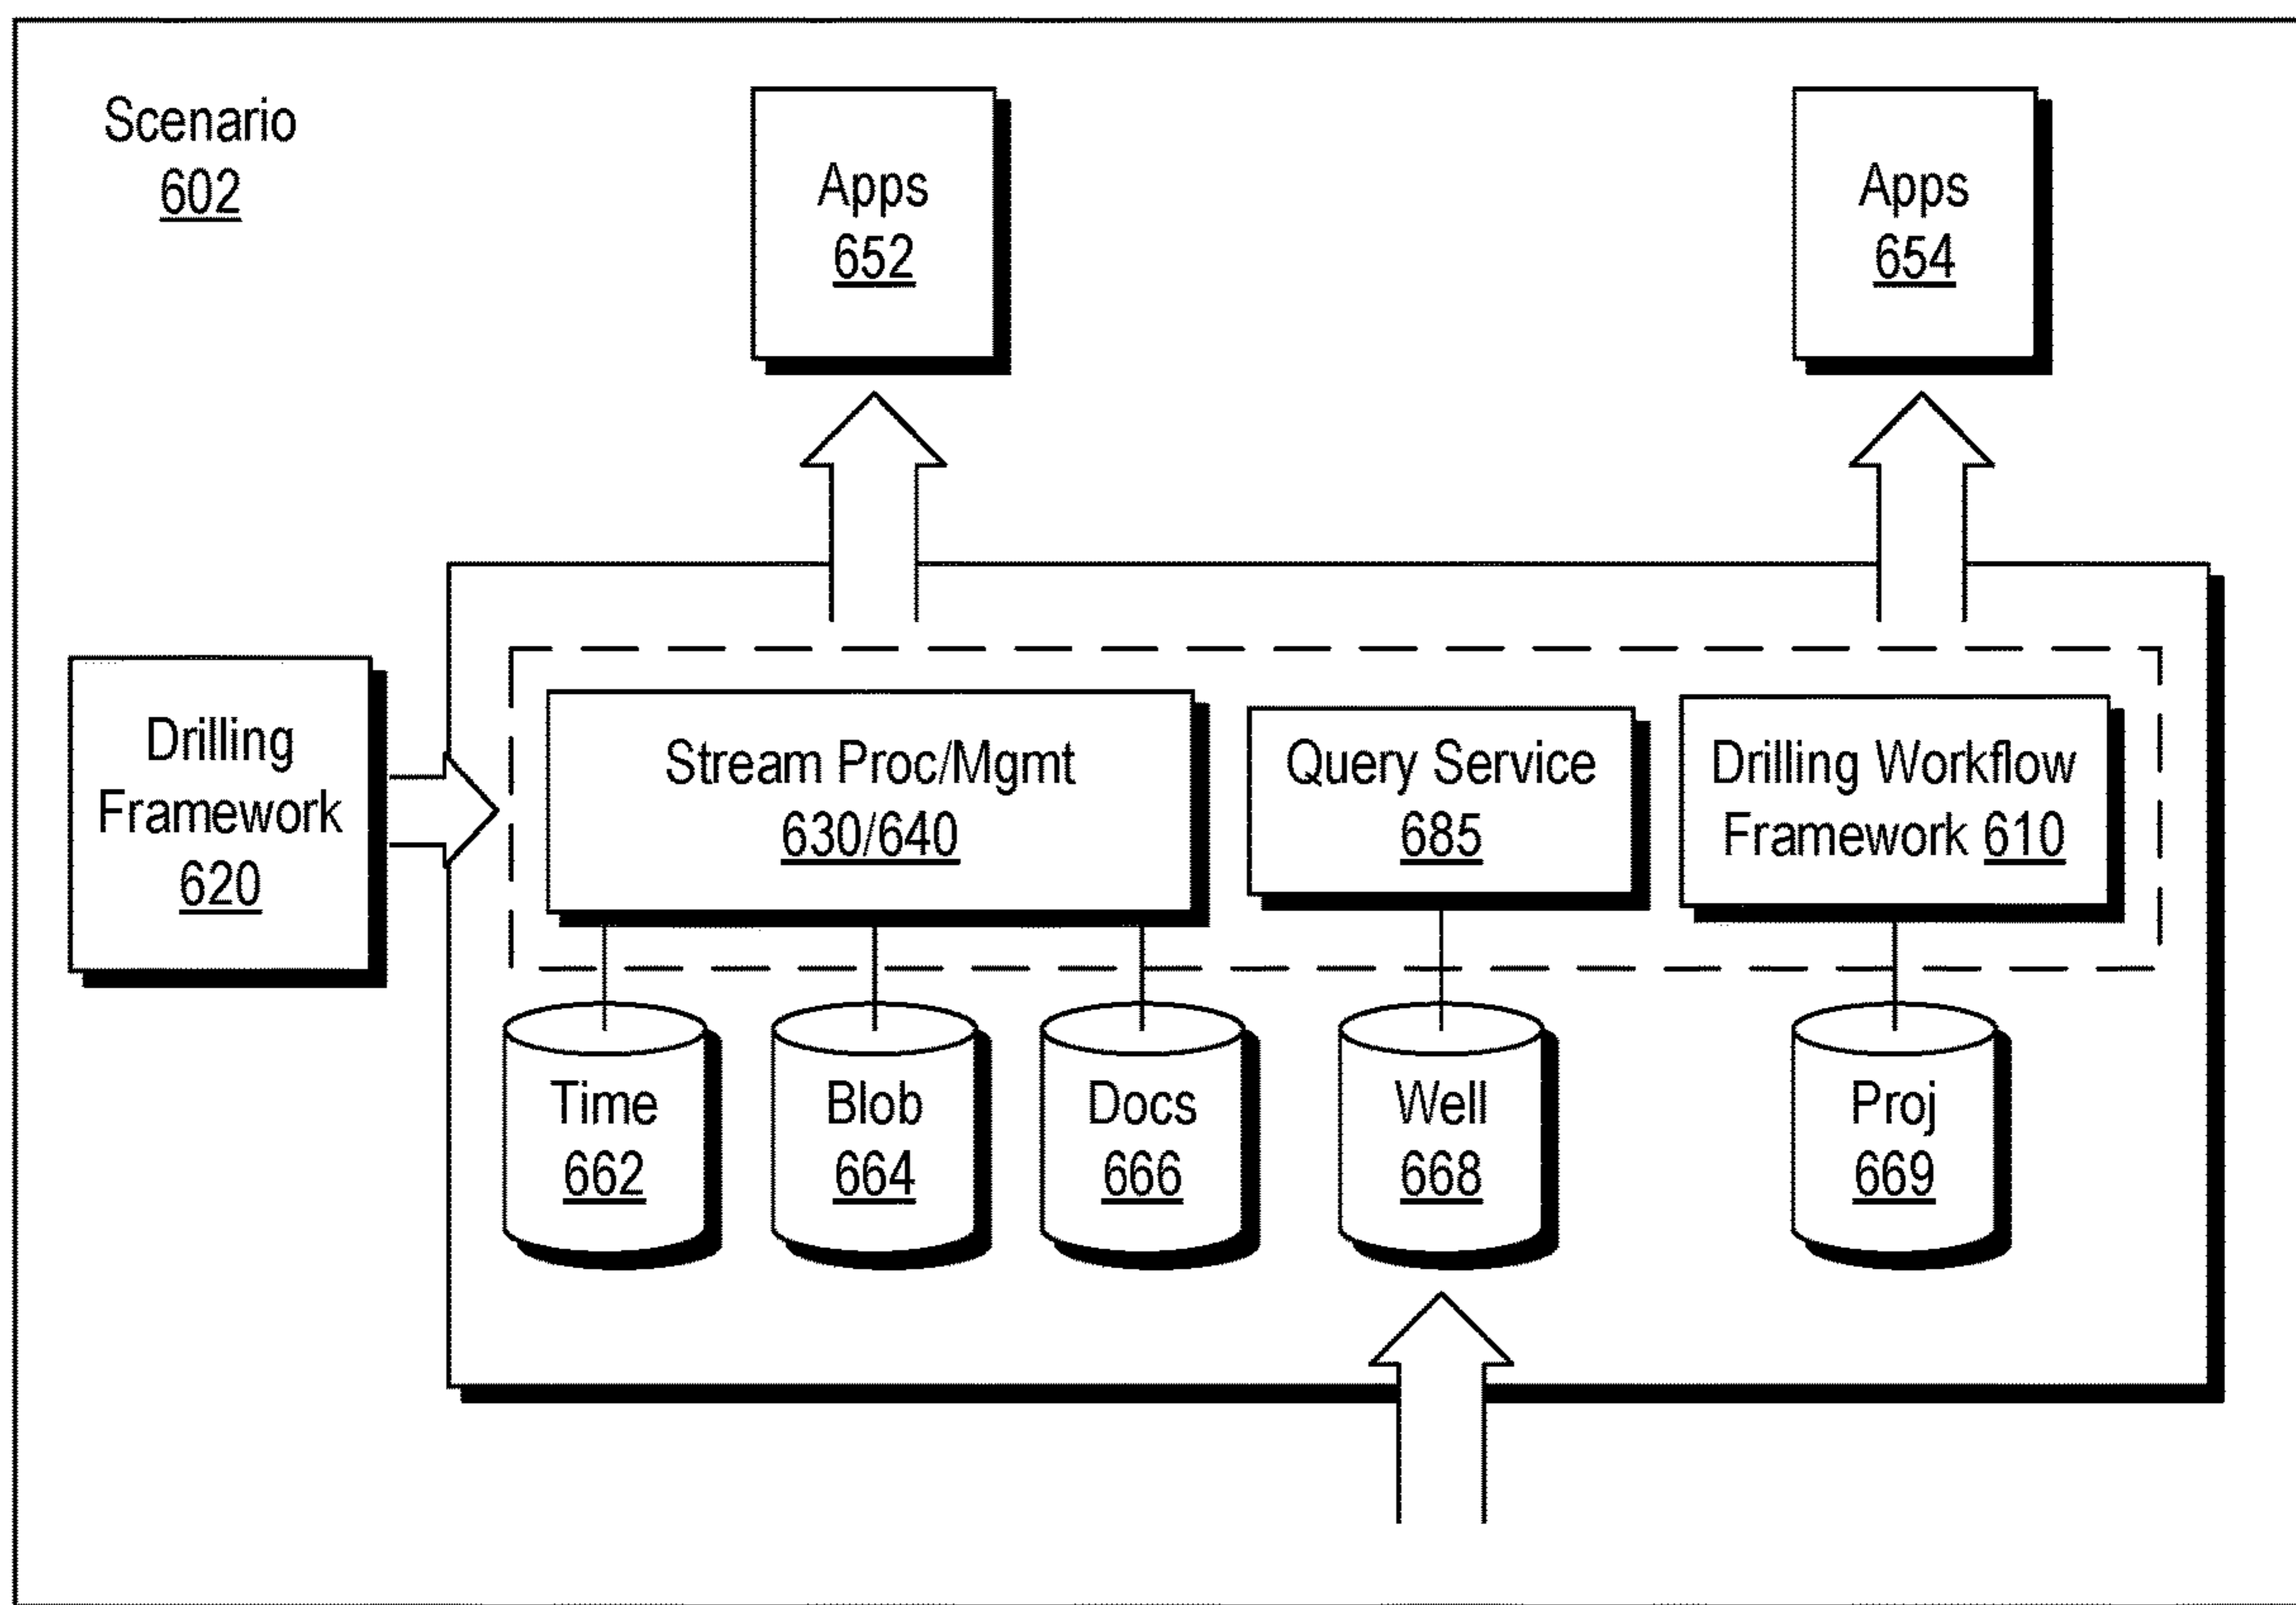 Scenario
602
Apps
652
Apps
654
Drilling
Framework
620
Stream Proc/Mgmt
630/640
Query Service
685
Drilling Workflow
Framework 610
Time
662
Blob
664
Docs
666
Well
668
Proj
669